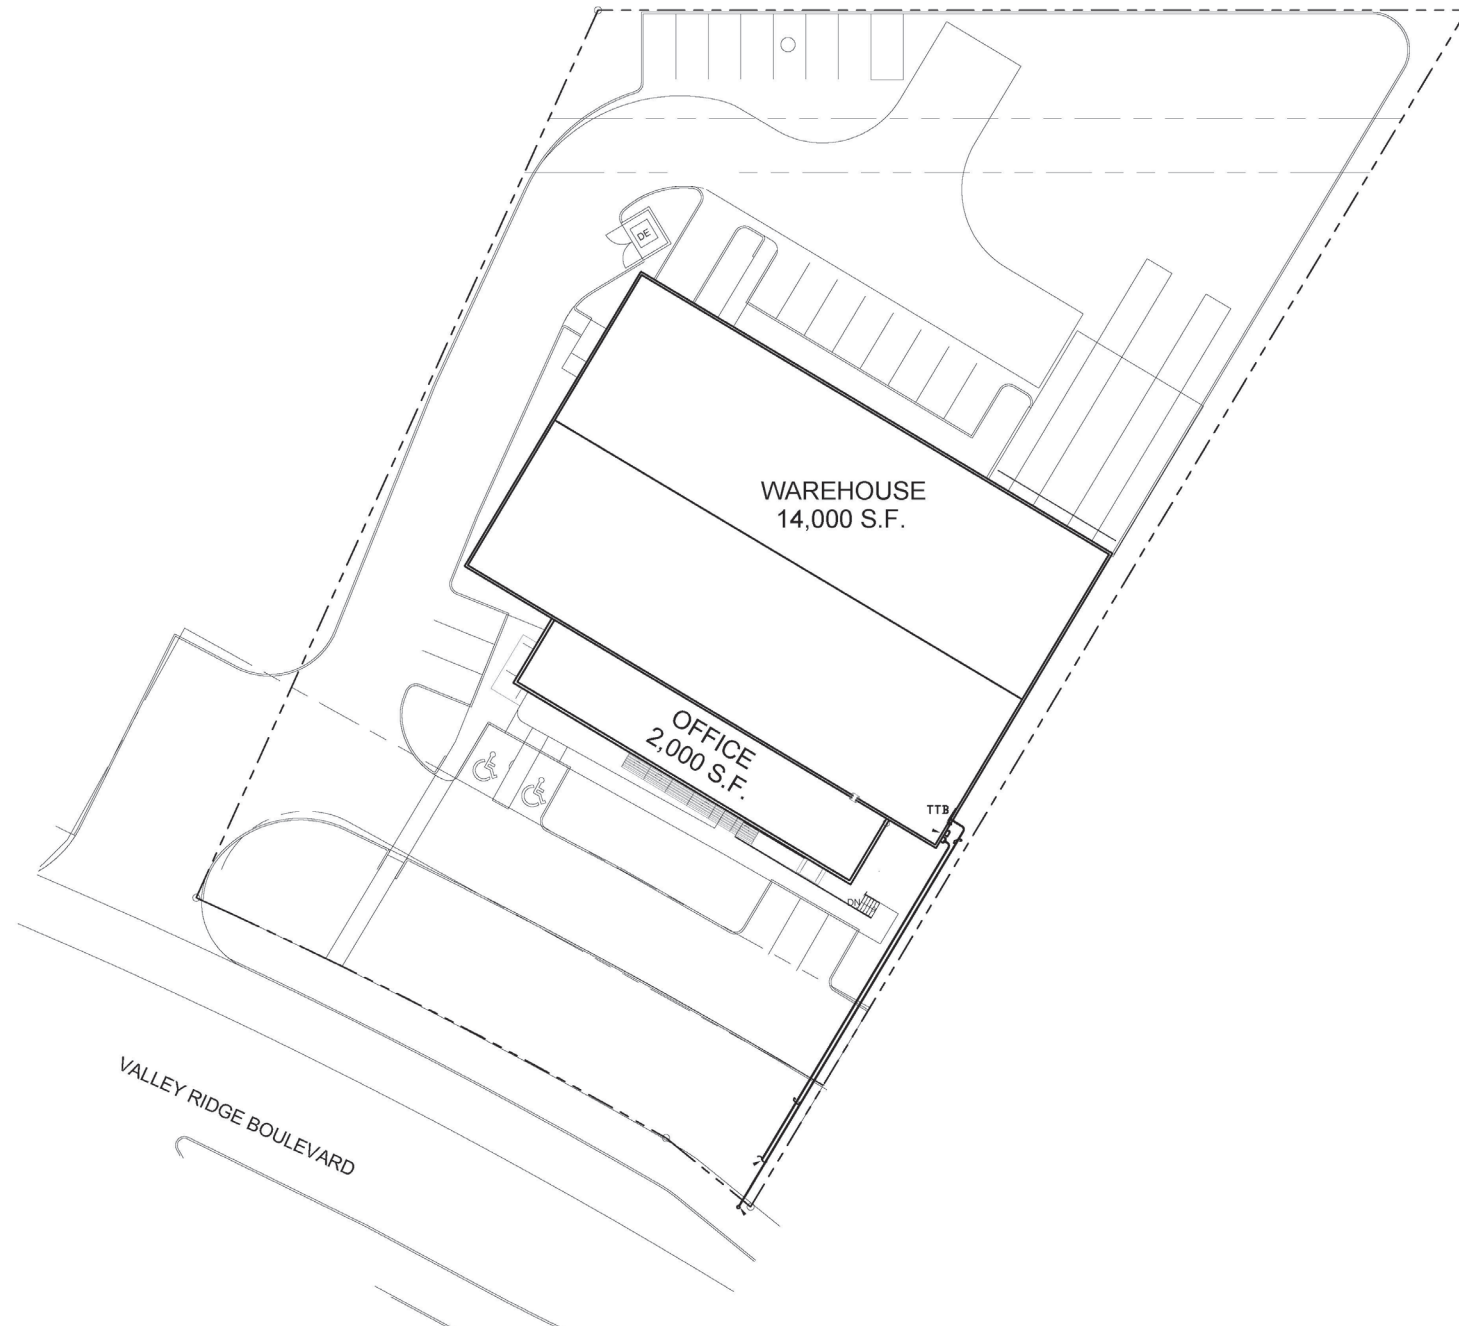 DE
WAREHOUSE
14,000 S.F.
OFFICE
2,000 S.F.
TTB
DN
VALLEY RIDGE BOULEVARD